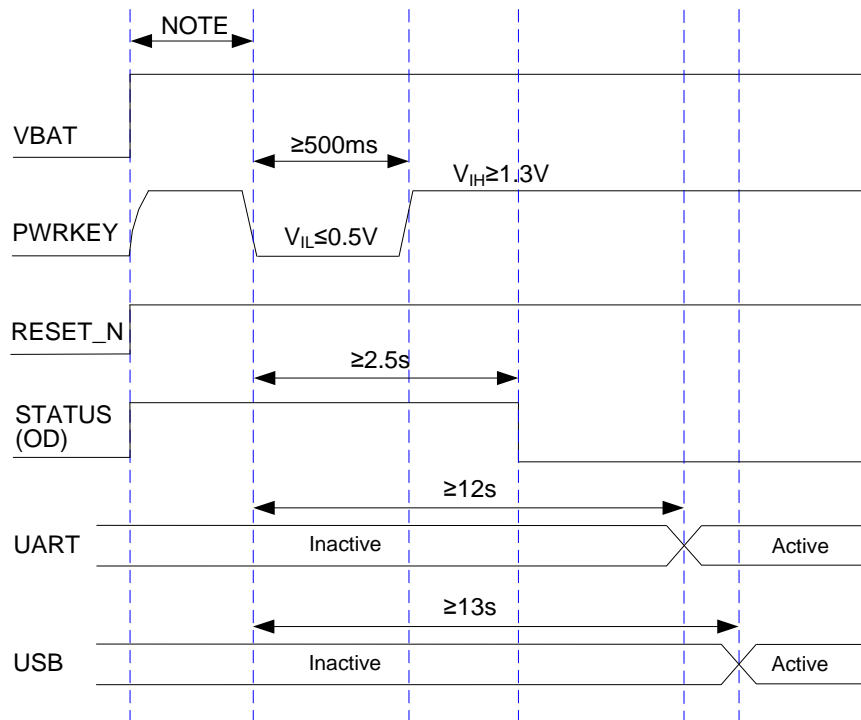 NOTE
VBAT
≥500ms
VIH≥1.3V
PWRKEY
VIL≤0.5V
RESET_N
≥2.5s
STATUS
(OD)
≥12s
UART
Inactive
Active
≥13s
USB
Inactive
Active